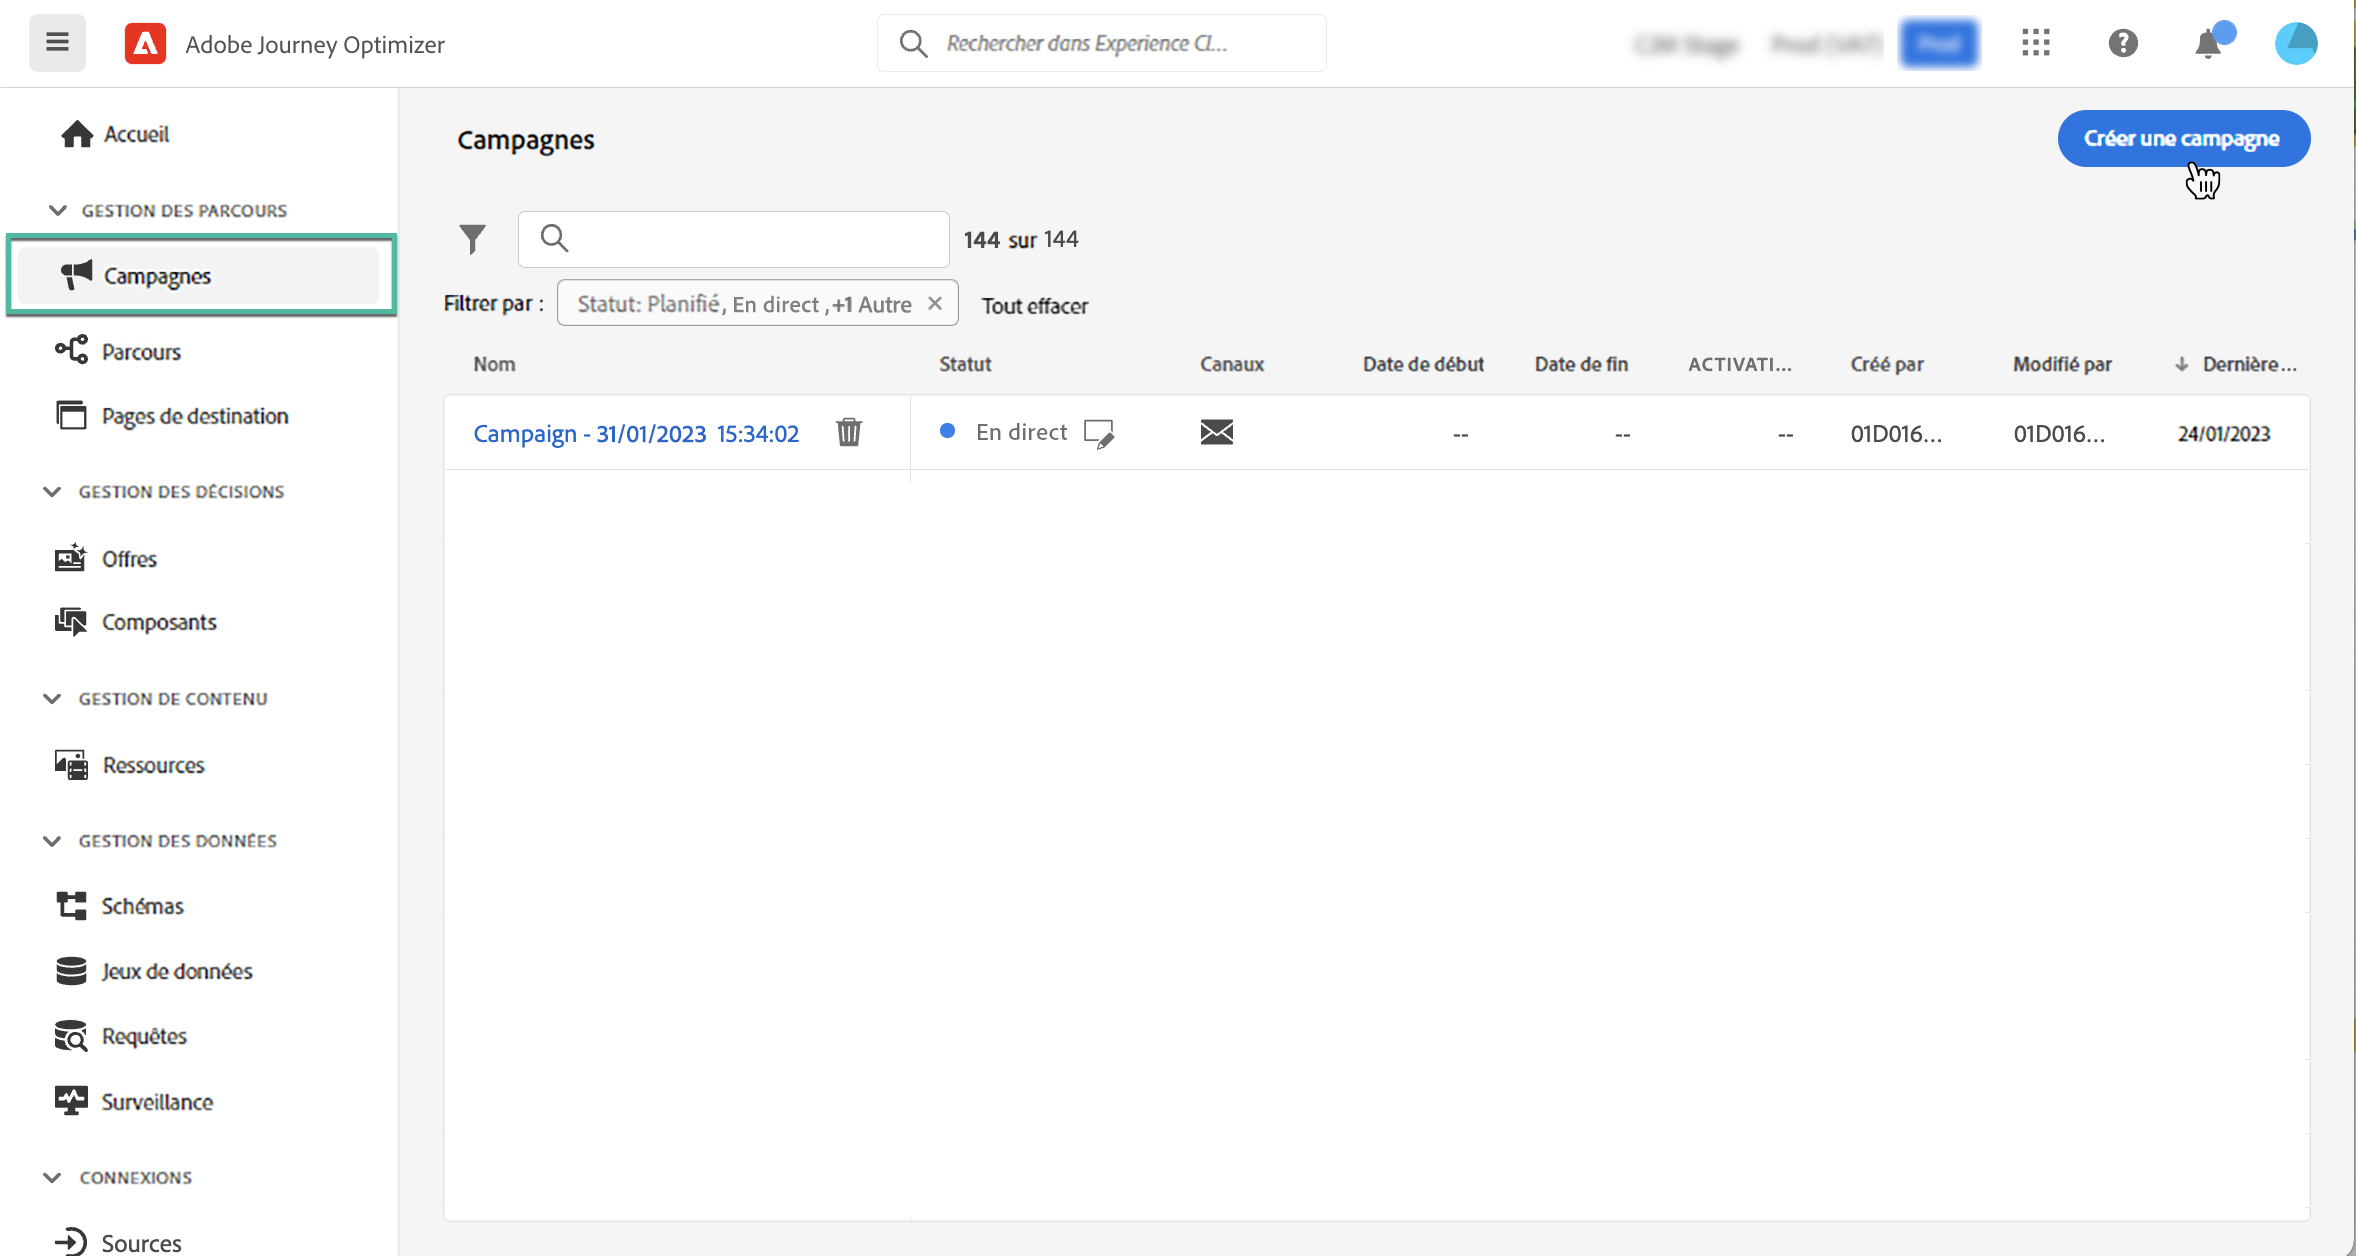 Adobe Journey Optimizer
Rechercher dans Experience Cl...
Accueil
GESTION DES PARCOURS
Campagnes
Parcours
Pages de destination
GESTION DES DÉCISIONS
Offres
Composants
GESTION DE CONTENU
Ressources
GESTION DES DONNÉES
Schémas
Jeux de données
Requêtes
Surveillance
CONNEXIONS
Sources
Campagnes
Créer une campagne
144 sur 144
Filtrer par : Statut: Planifié, En direct ,+1 Autre Tout effacer
Nom Statut Canaux Date de début Date de fin ACTIVATI... Créé par Modifié par Dernière...
Campaign - 31/01/2023 15:34:02 En direct -- -- -- 01D016... 01D016... 24/01/2023